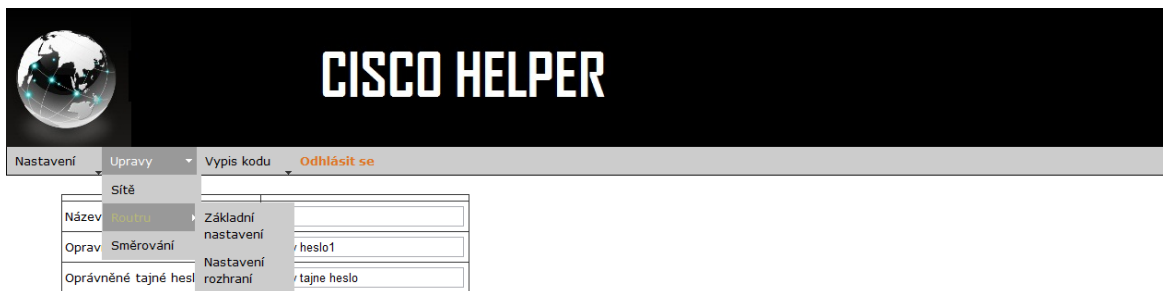 CISCO HELPER
Nastavení Upravy Vypis kodu Odhlásit se
Sítě
Název Routru Základní
nastavení
Oprav Směrování heslo1
Nastavení
Oprávněné tajné hesl rozhraní tajne heslo